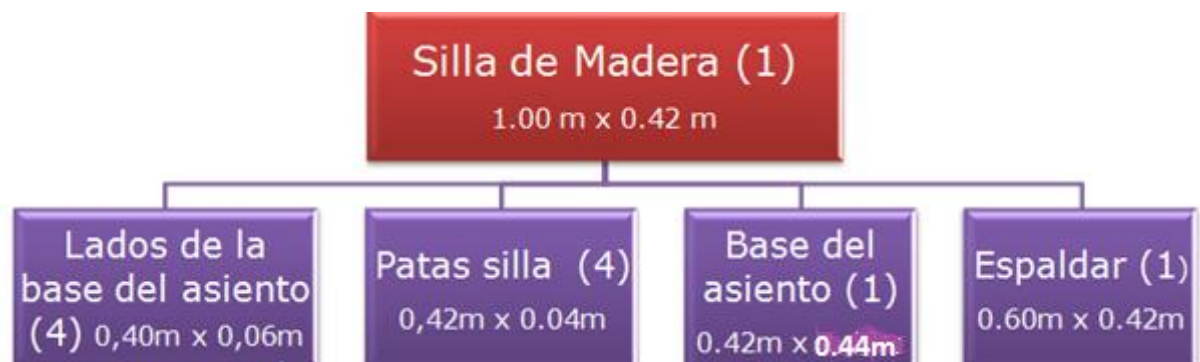 Silla de Madera (1)
1.00 m x 0.42 m
Lados de la
base del asiento
(4) 0,40m x 0,06m
Patas silla (4)
0,42m x 0.04m
Base del
asiento (1)
0.42m x 0.44m
Espaldar (1)
0.60m x 0.42m